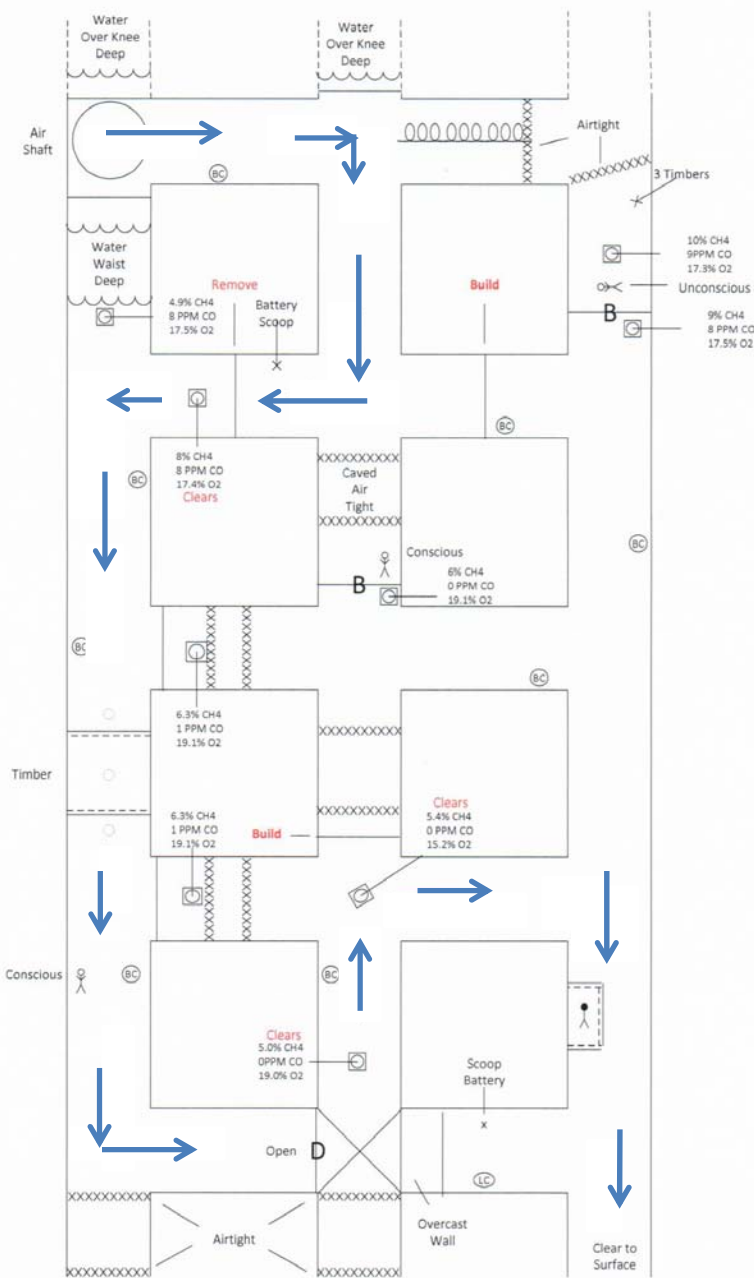 Water
Over Knee
Deep
Water
Over Knee
Deep
Air
Shaft
Airtight
BC
3 Timbers
Water
Waist
Deep
10% CH4
9PPM CO
17.3% O2
Remove
Build
Unconscious
4.9% CH4
8 PPM CO
17.5% O2
Battery
Scoop
B
9% CH4
8 PPM CO
17.5% O2
BC
8% CH4
8 PPM CO
17.4% O2
Clears
BC
Caved
Air
Tight
BC
Conscious
B
6% CH4
0 PPM CO
19.1% O2
BC
BC
6.3% CH4
1 PPM CO
19.1% O2
Timber
6.3% CH4
1 PPM CO
19.1% O2
Build
Clears
5.4% CH4
0 PPM CO
15.2% O2
Conscious
BC
BC
Clears
5.0% CH4
0PPM CO
19.0% O2
Scoop
Battery
x
Open
D
LC
Airtight
Overcast
Wall
Clear to
Surface